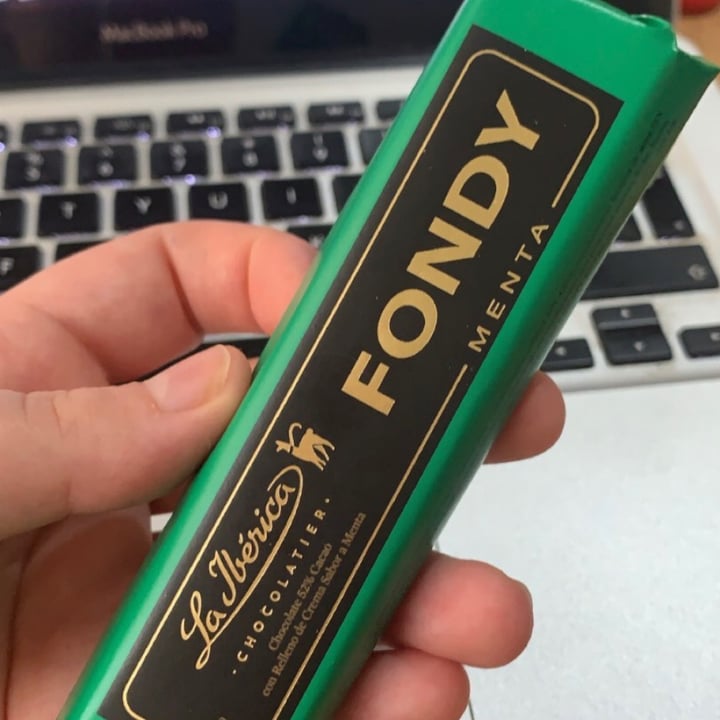 MacBook Pro
FONDY
MENTA
La Ibérica
· CHOCOLATIER ·
Chocolate 52% Cacao
con Relleno de Crema Sabor a Menta
T Y U I